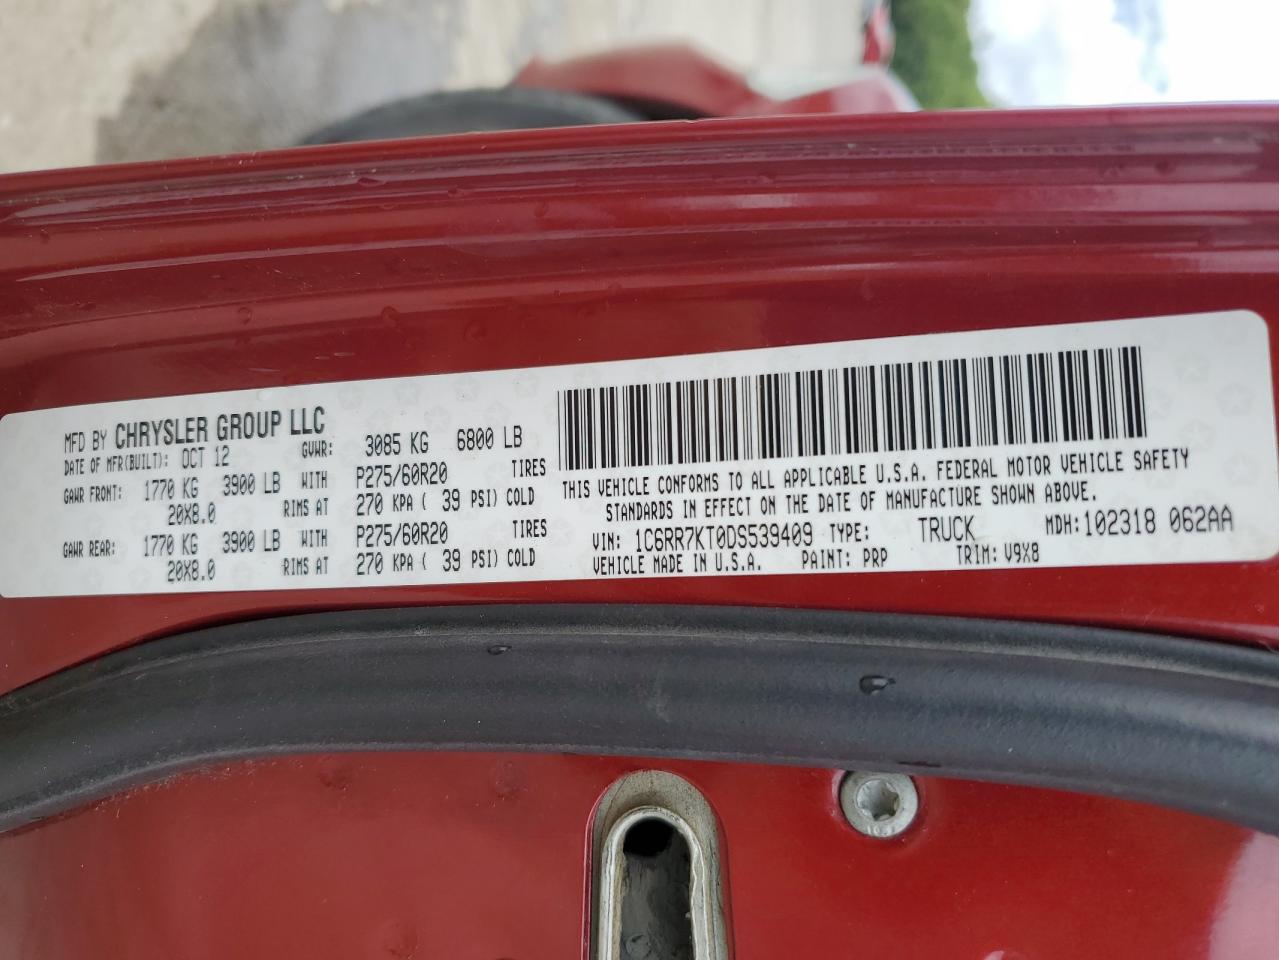 MFD BY CHRYSLER GROUP LLC
DATE OF MFR(BUILT): OCT 12 GVWR: 3085 KG 6800 LB
GAWR FRONT: 1770 KG 3900 LB WITH P275/60R20 TIRES
20X8.0 RIMS AT 270 KPA ( 39 PSI) COLD
GAWR REAR: 1770 KG 3900 LB WITH P275/60R20 TIRES
20X8.0 RIMS AT 270 KPA ( 39 PSI) COLD
THIS VEHICLE CONFORMS TO ALL APPLICABLE U.S.A. FEDERAL MOTOR VEHICLE SAFETY
STANDARDS IN EFFECT ON THE DATE OF MANUFACTURE SHOWN ABOVE.
VIN: 1C6RR7KT0DS539409 TYPE: TRUCK MDH:102318 062AA
VEHICLE MADE IN U.S.A. PAINT: PRP TRIM: V9X8